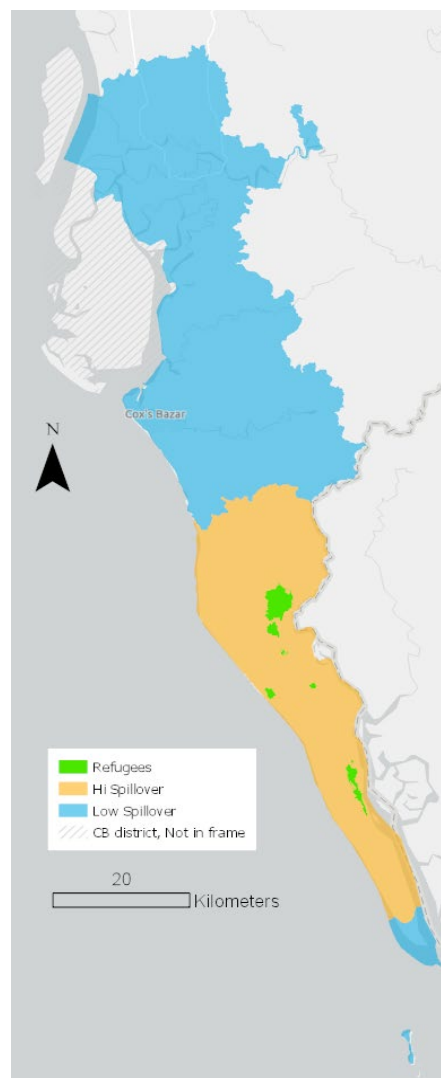 Cox's Bazar
N
Refugees
Hi Spillover
Low Spillover
CB district, Not in frame
20
Kilometers